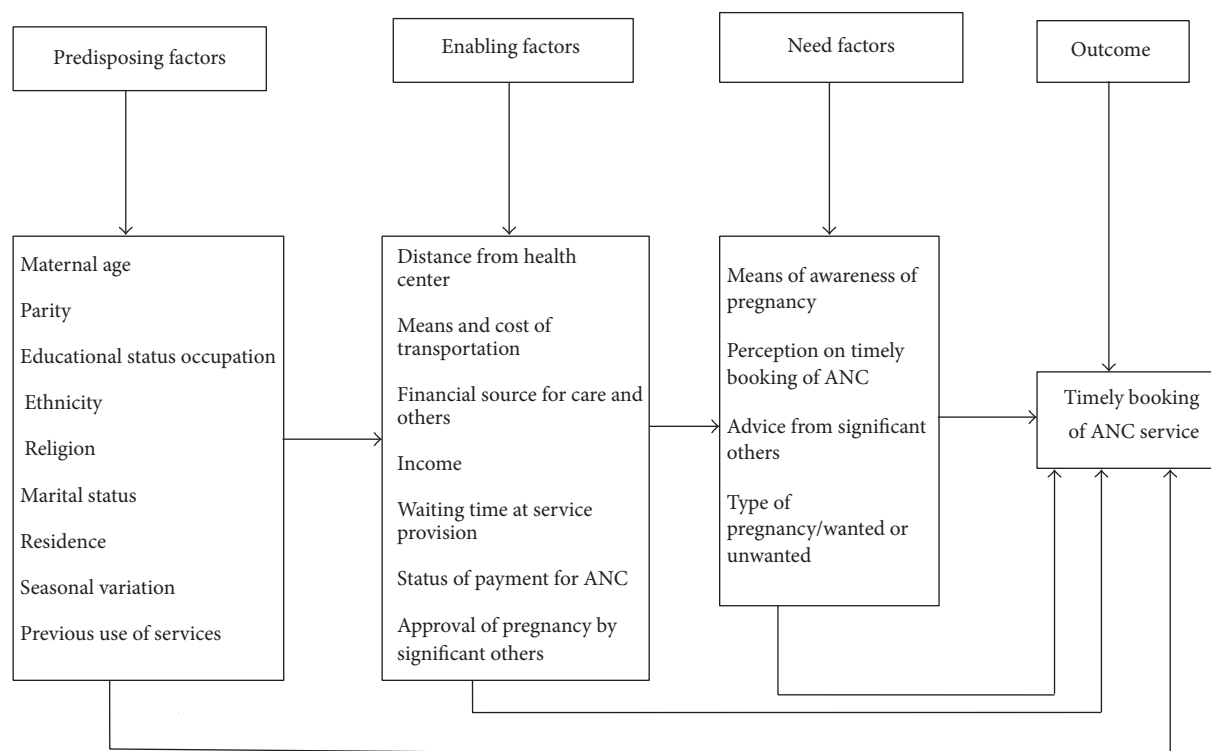 Predisposing factors
Enabling factors
Need factors
Outcome
Maternal age
Parity
Educational status occupation
Ethnicity
Religion
Marital status
Residence
Seasonal variation
Previous use of services
Distance from health
center
Means and cost of
transportation
Financial source for care and
others
Income
Waiting time at service
provision
Status of payment for ANC
Approval of pregnancy by
significant others
Means of awareness of
pregnancy
Perception on timely
booking of ANC
Advice from significant
others
Type of
pregnancy/wanted or
unwanted
Timely booking
of ANC service